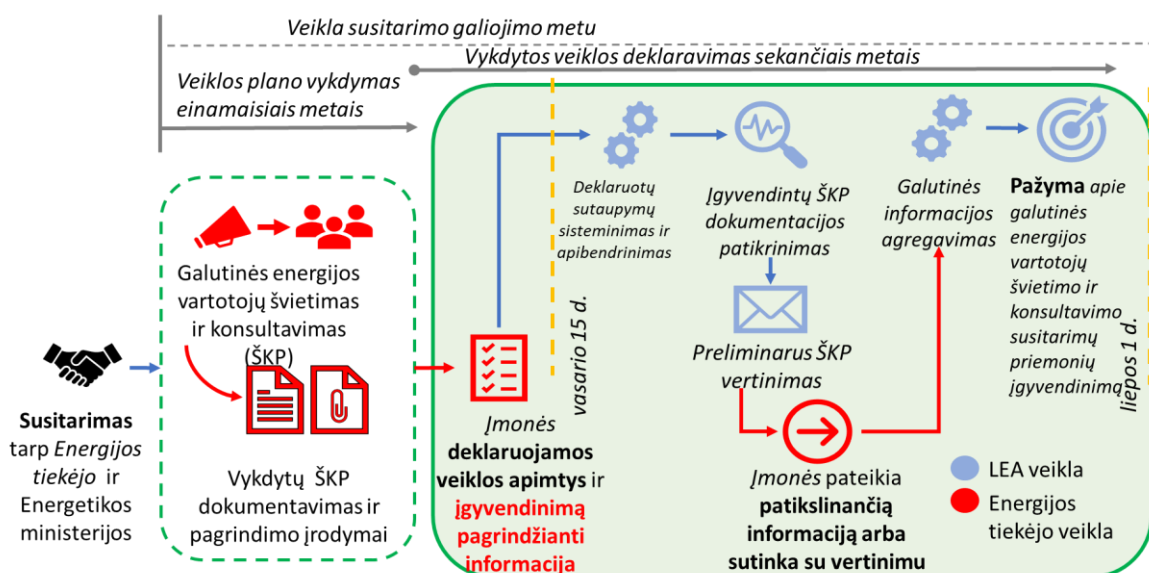 Veikla susitarimo galiojimo metu
Vykdytos veiklos deklaravimas sekančiais metais
Veiklos plano vykdymas
einamaisiais metais
Susitarimas
tarp Energijos
tiekėjo ir
Energetikos
ministerijos
Galutinės energijos
vartotojų švietimas
ir konsultavimas
(ŠKP)
Vykdytų ŠKP
dokumentavimas ir
pagrindimo įrodymai
Įmonės
deklaruojamos
veiklos apimtys ir
įgyvendinimą
pagrindžianti
informacija
vasario 15 d.
Deklaruotų
sutaupymų
sisteminimas ir
apibendrinimas
Įgyvendintų ŠKP
dokumentacijos
patikrinimas
Preliminarus ŠKP
vertinimas
Įmonės pateikia
patikslinančią
informaciją arba
sutinka su vertinimu
Galutinės
informacijos
agregavimas
Pažyma apie
galutinės
energijos
vartotojų
švietimo ir
konsultavimo
susitarimų
priemonių
įgyvendinimą
liepos 1 d.
LEA veikla
Energijos
tiekėjo veikla